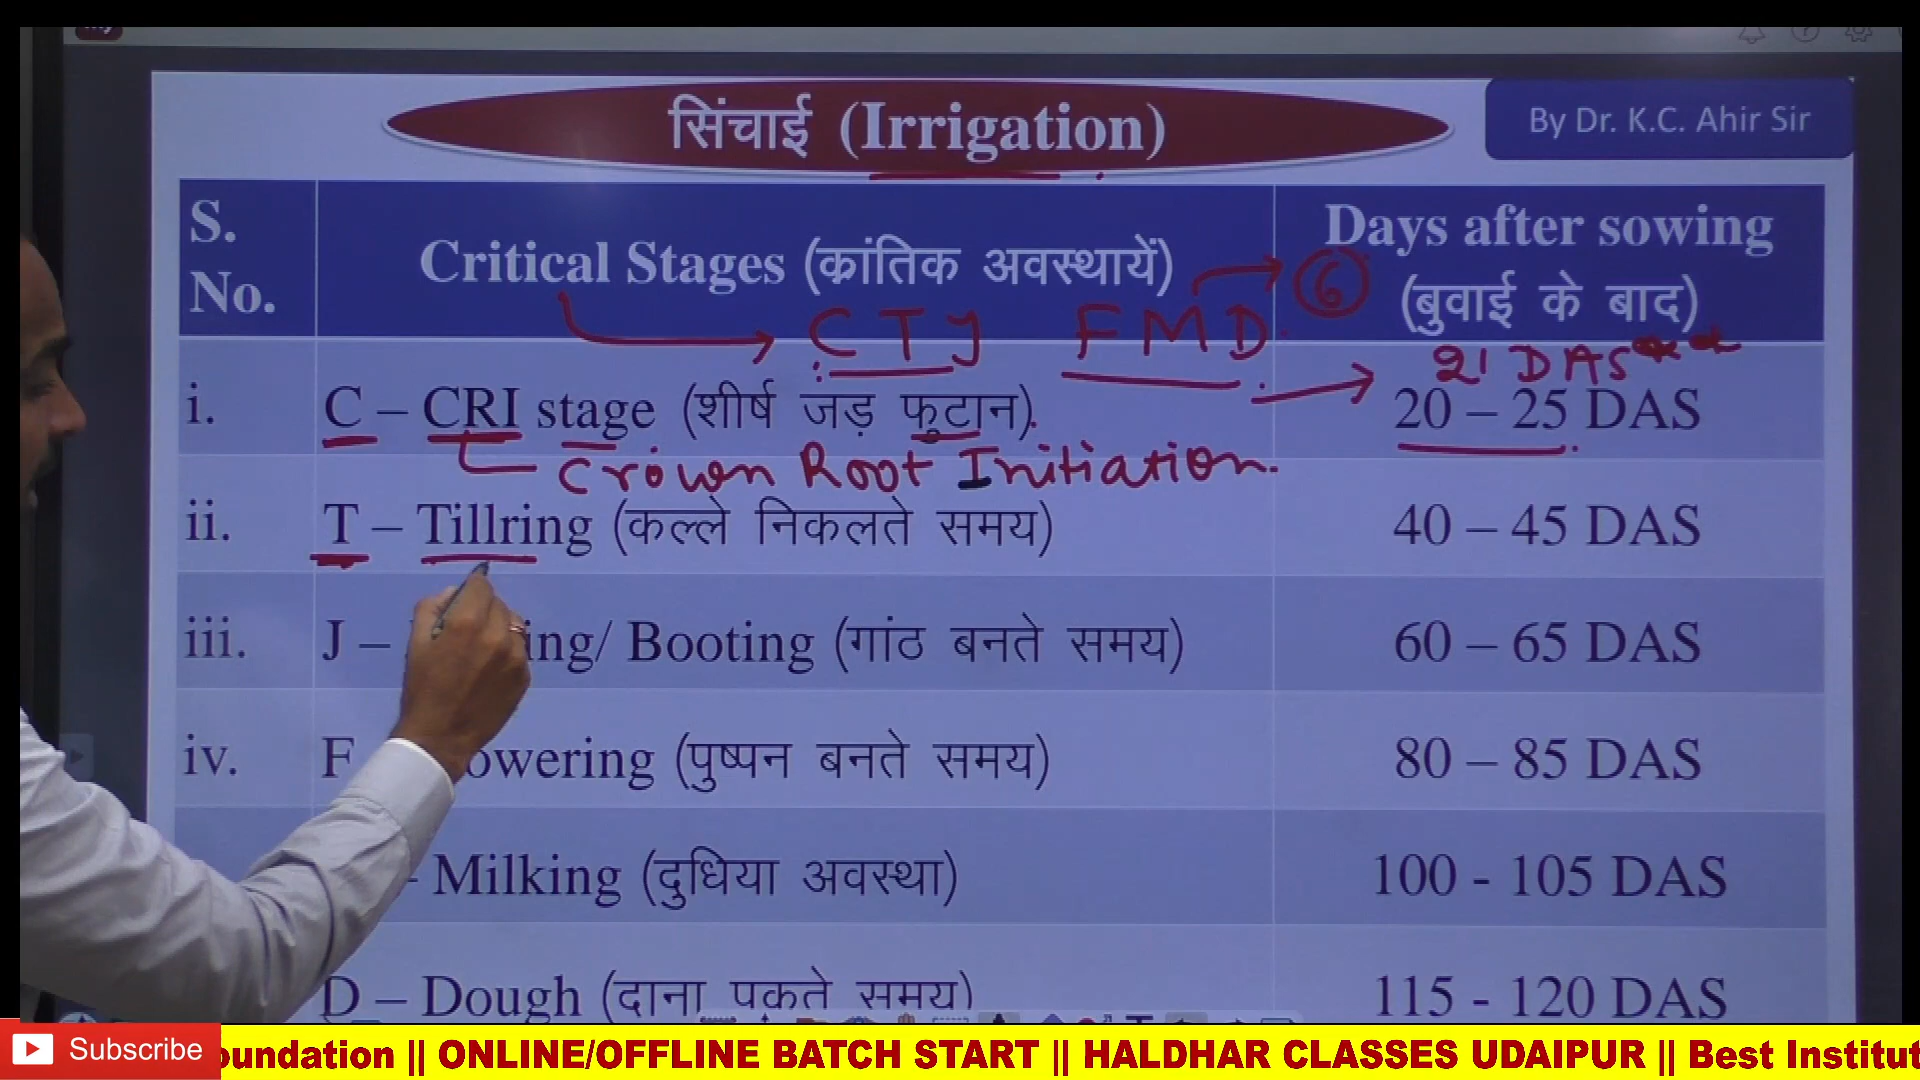 सिंचाई (Irrigation)
By Dr. K.C. Ahir Sir
S. No.
Critical Stages (क्रांतिक अवस्थायें)
Days after sowing
(बुवाई के बाद)
6
CTJ FMD.
21 DAS
i. C – CRI stage (शीर्ष जड़ फुटान). 20 – 25 DAS
Crown Root Initiation.
ii. T – Tillring (कल्ले निकलते समय) 40 – 45 DAS
iii. J – ing/ Booting (गांठ बनते समय) 60 – 65 DAS
iv. F owering (पुष्पन बनते समय) 80 – 85 DAS
- Milking (दुधिया अवस्था) 100 - 105 DAS
D – Dough (दाना पकते समय) 115 - 120 DAS
Subscribe
oundation || ONLINE/OFFLINE BATCH START || HALDHAR CLASSES UDAIPUR || Best Institut